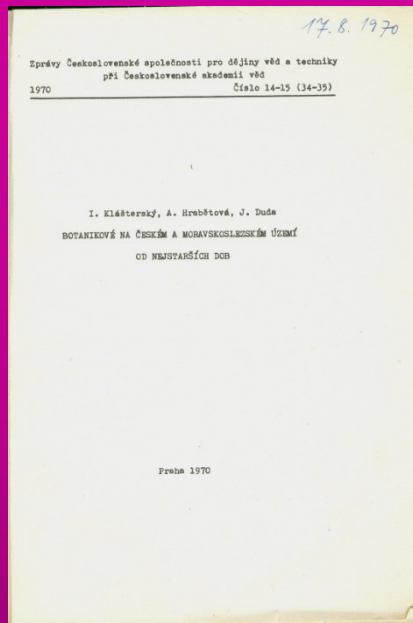 17. 8. 1970
Zprávy Československé společnosti pro dějiny věd a techniky
při Československé akademii věd
1970 Číslo 14-15 (34-35)
I. Klášterský, A. Hrabětová, J. Duda
BOTANIKOVÉ NA ČESKÉM A MORAVSKOSLEZSKÉM ÚZEMÍ
OD NEJSTARŠÍCH DOB
Praha 1970